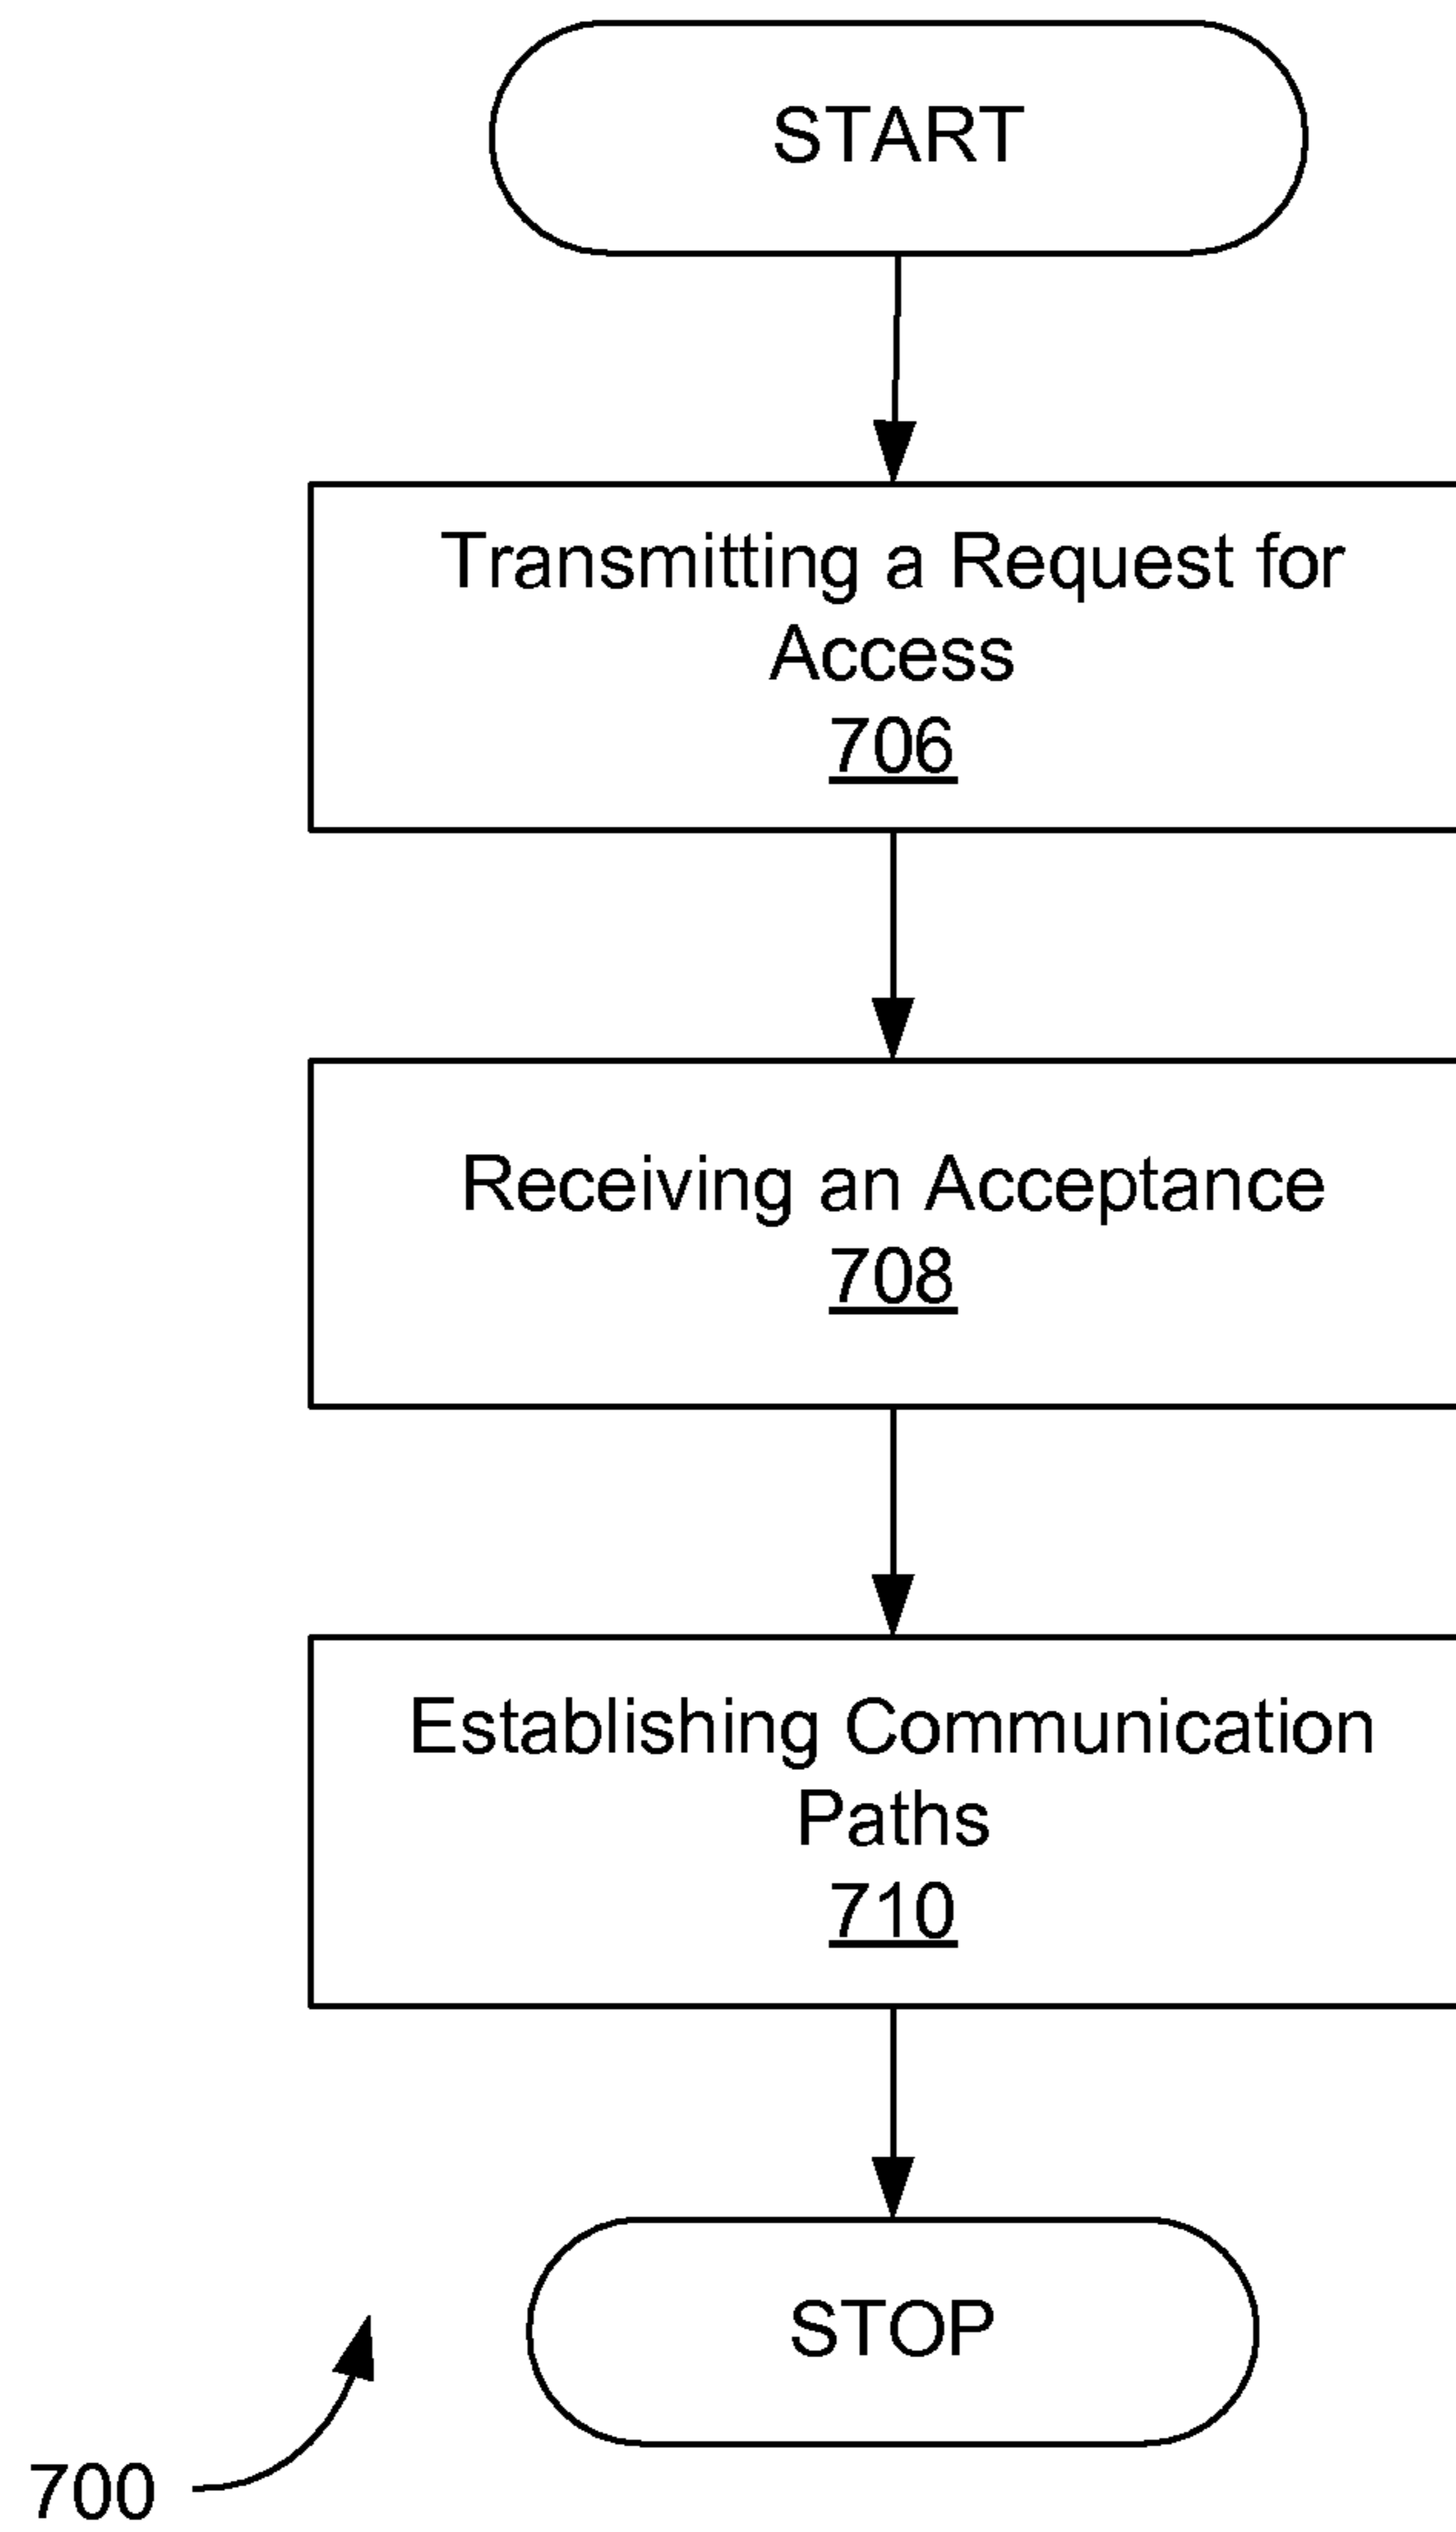 START
Transmitting a Request for
Access
706
Receiving an Acceptance
708
Establishing Communication
Paths
710
STOP
700